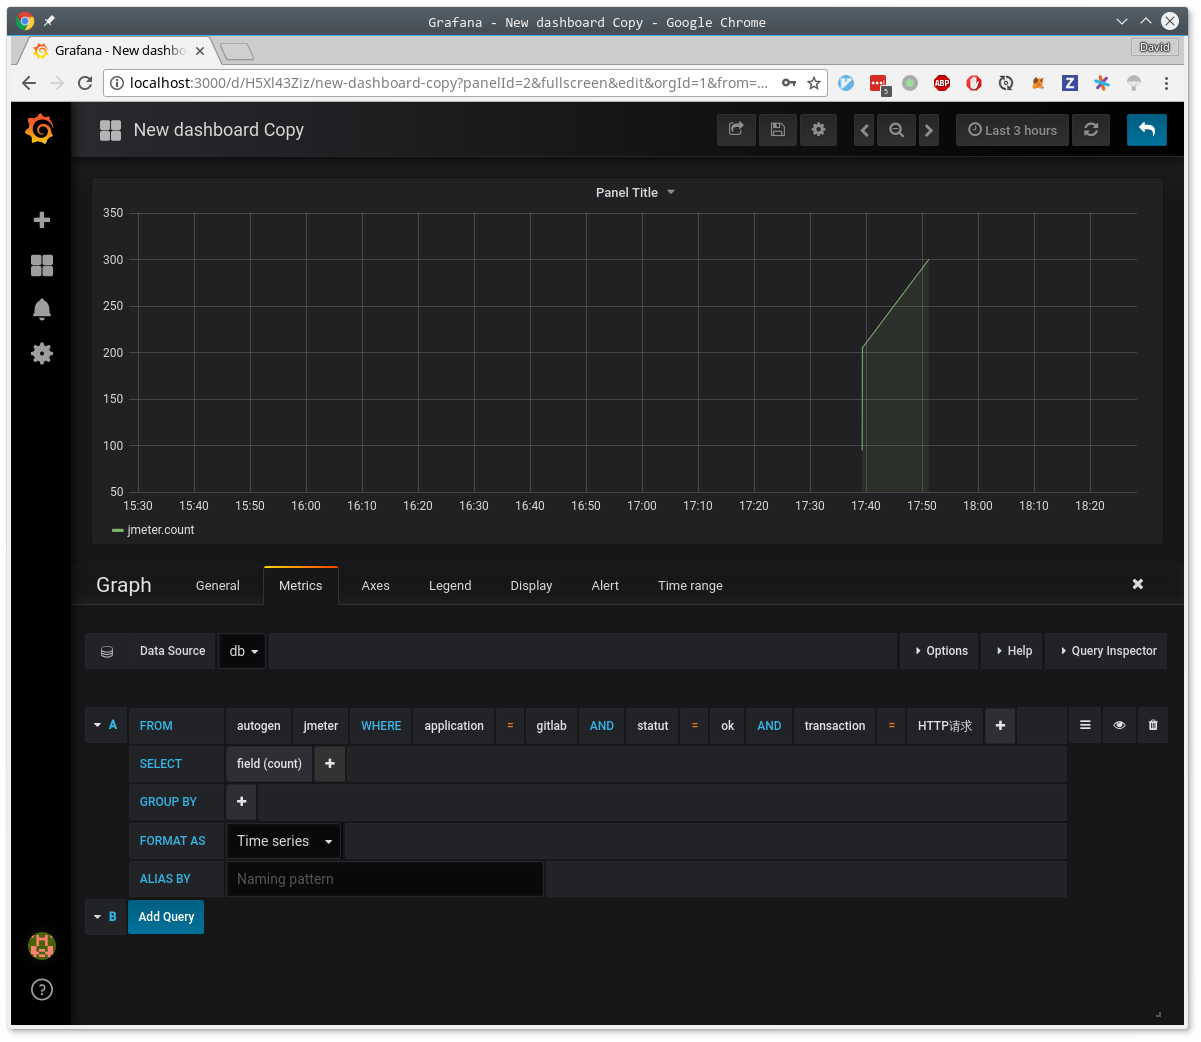 Grafana - New dashboard Copy - Google Chrome
Grafana - New dashbo
David
localhost:3000/d/H5Xl43Ziz/new-dashboard-copy?panelId=2&fullscreen&edit&orgId=1&from=...
5 ABP Z
New dashboard Copy
Last 3 hours
Panel Title
350
300
250
200
150
100
50
15:30 15:40 15:50 16:00 16:10 16:20 16:30 16:40 16:50 17:00 17:10 17:20 17:30 17:40 17:50 18:00 18:10 18:20
jmeter.count
Graph General Metrics Axes Legend Display Alert Time range
Data Source db Options Help Query Inspector
A FROM autogen jmeter WHERE application = gitlab AND statut = ok AND transaction = HTTP请求 +
SELECT field (count) +
GROUP BY +
FORMAT AS Time series
ALIAS BY Naming pattern
B Add Query